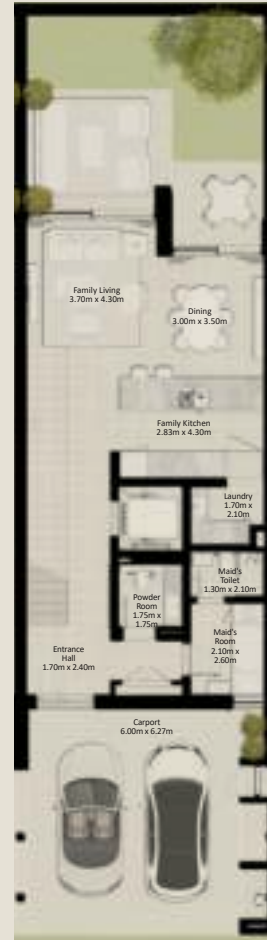 Family Living
3.70m x 4.30m
Dining
3.00m x 3.50m
Family Kitchen
2.83m x 4.30m
Laundry
1.70m x
2.10m
Maid's
Toilet
1.30m x 2.10m
Powder
Room
1.75m x
1.75m
Maid's
Room
2.10m x
2.60m
Entrance
Hall
1.70m x 2.40m
Carport
6.00m x 6.27m